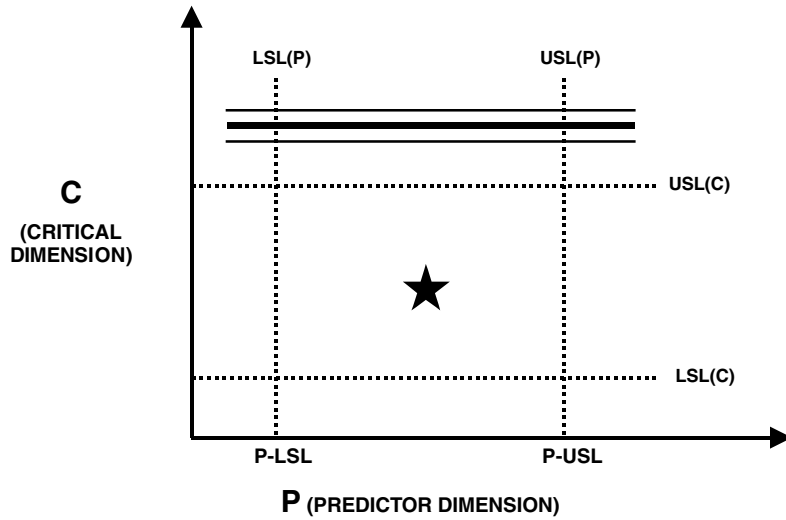 LSL(P)
USL(P)
C
(CRITICAL
DIMENSION)
USL(C)
LSL(C)
P-LSL
P-USL
P (PREDICTOR DIMENSION)